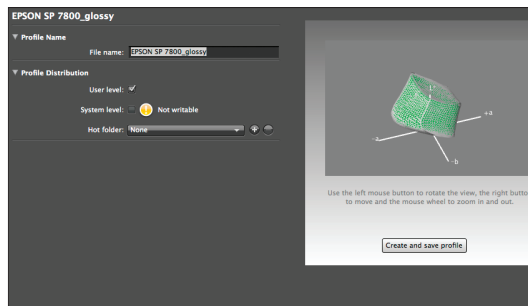 EPSON SP 7800_glossy
Profile Name
File name: EPSON SP 7800_glossy
Profile Distribution
User level:
System level: Not writable
Hot folder: None
L
+a
-a
-b
Use the left mouse button to rotate the view, the right butto
to move and the mouse wheel to zoom in and out.
Create and save profile